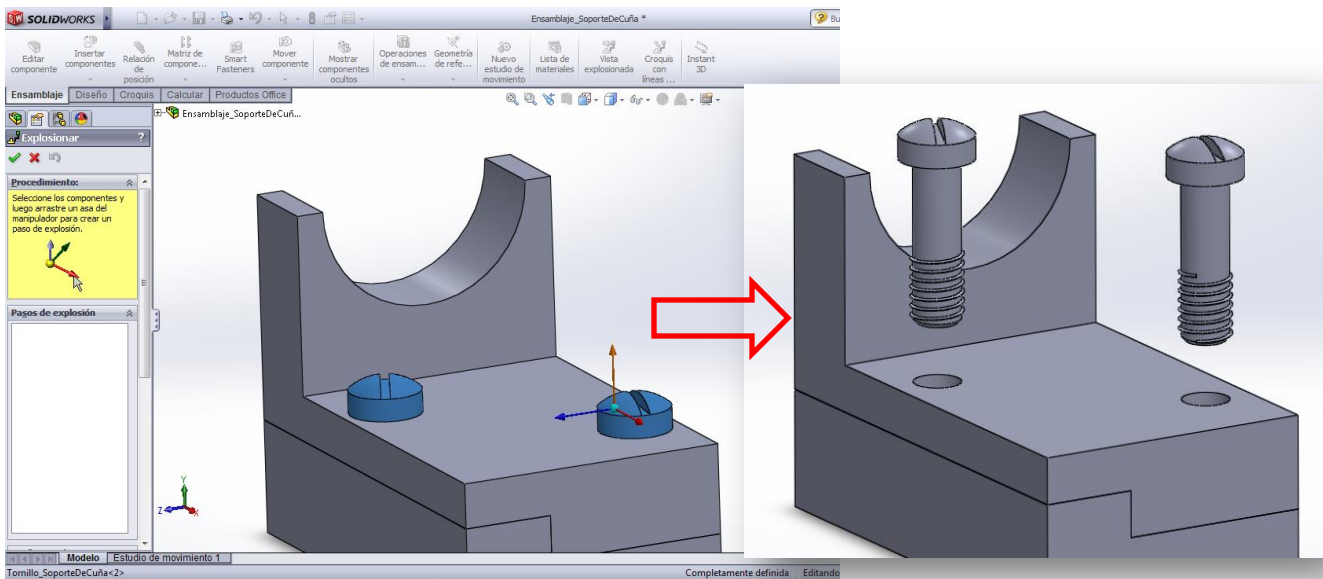 SW SOLIDWORKS
Ensamblaje_SoporteDeCuña *
Bu
Editar componente
Insertar componentes
Relación de posición
Matriz de compone...
Smart Fasteners
Mover componente
Mostrar componentes ocultos
Operaciones de ensam...
Geometría de refe...
Nuevo estudio de movimiento
Lista de materiales
Vista explosionada
Croquis con líneas ...
Instant 3D
Ensamblaje Diseño Croquis Calcular Productos Office
Ensamblaje_SoporteDeCuñ...
Explosionar ?
Procedimiento:
Seleccione los componentes y
luego arrastre un asa del
manipulador para crear un
paso de explosión.
Pasos de explosión
Y
Z
X
Modelo Estudio de movimiento 1
Tornillo_SoporteDeCuña<2>
Completamente definida Editando